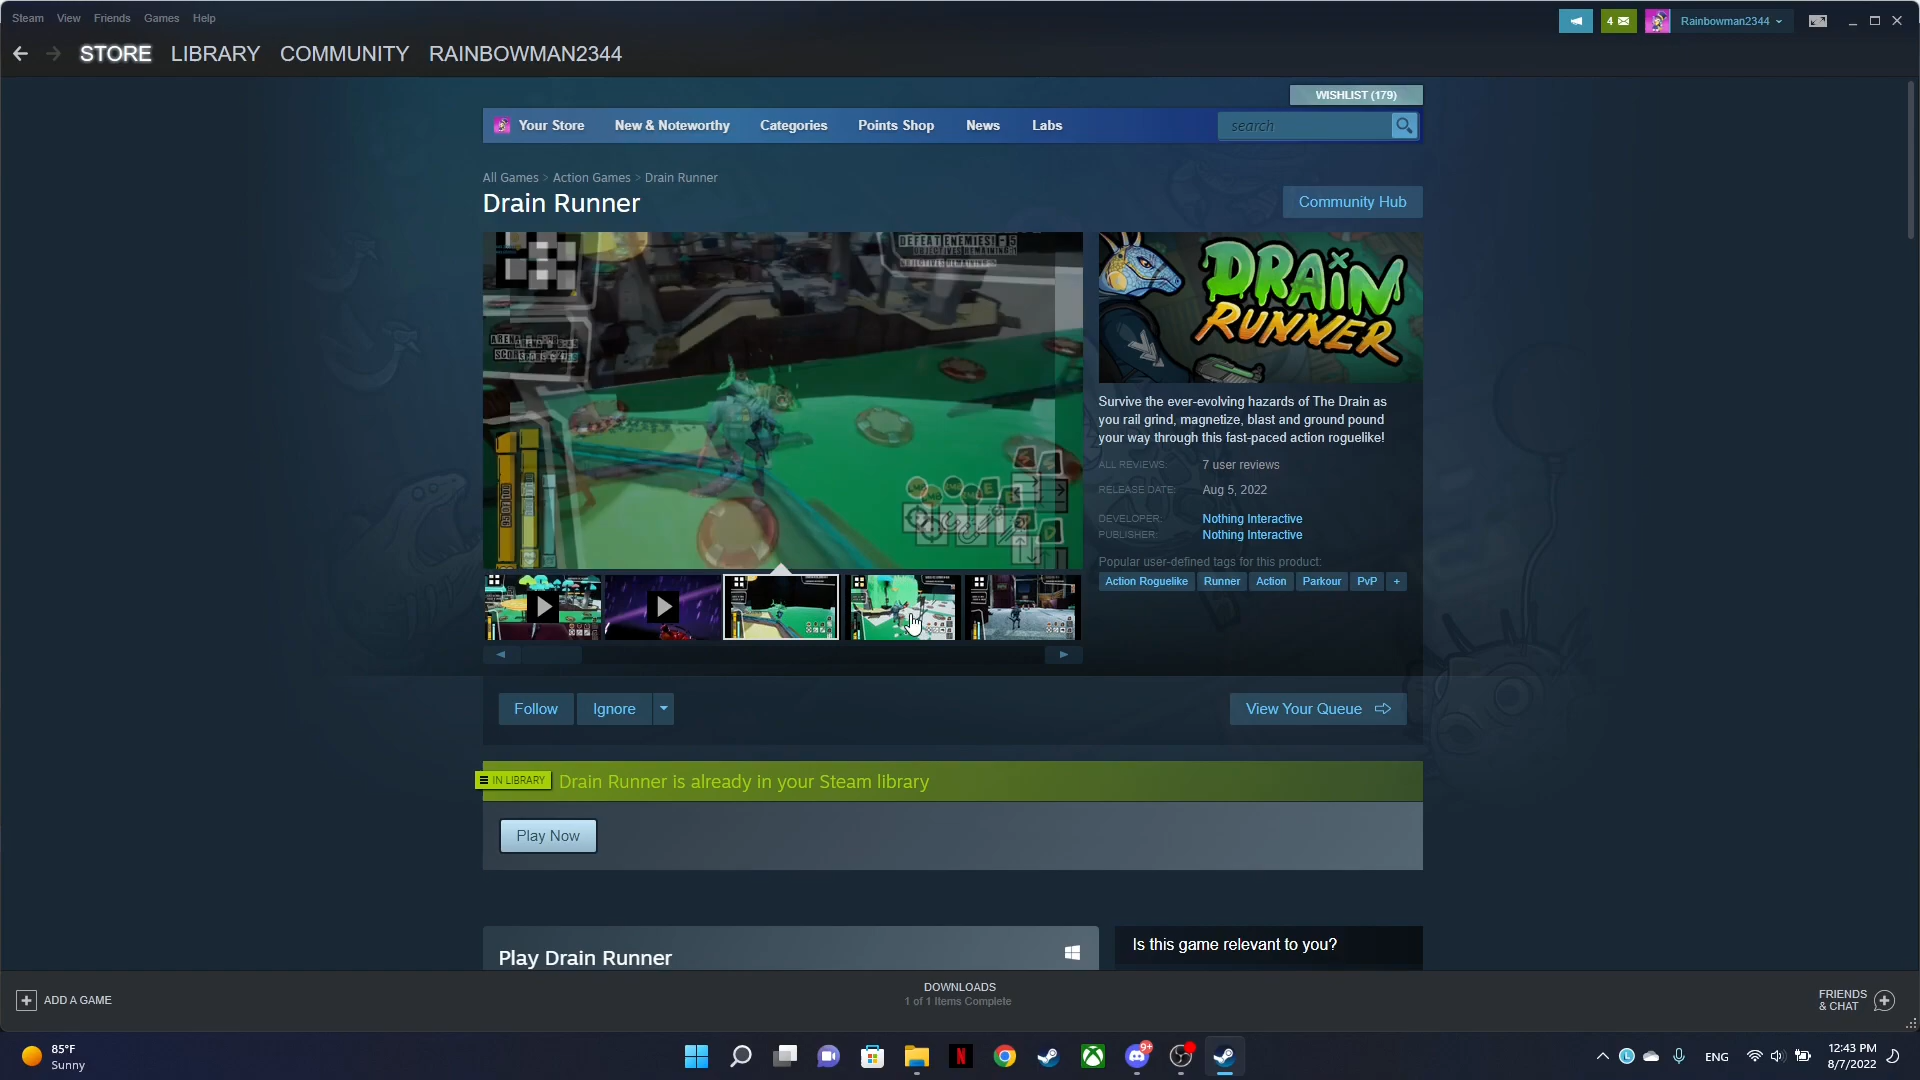 Steam View Friends Games Help
4
Rainbowman2344
STORE LIBRARY COMMUNITY RAINBOWMAN2344
WISHLIST (179)
Your Store New & Noteworthy Categories Points Shop News Labs
search
All Games > Action Games > Drain Runner
Drain Runner
Community Hub
DEFEAT ENEMIES!
DRAIN
RUNNER
Survive the ever-evolving hazards of The Drain as
you rail grind, magnetize, blast and ground pound
your way through this fast-paced action roguelike!
ALL REVIEWS: 7 user reviews
RELEASE DATE: Aug 5, 2022
DEVELOPER: Nothing Interactive
PUBLISHER: Nothing Interactive
Popular user-defined tags for this product:
Action Roguelike Runner Action Parkour PvP +
Follow Ignore
View Your Queue
IN LIBRARY
Drain Runner is already in your Steam library
Play Now
Play Drain Runner
Is this game relevant to you?
ADD A GAME
DOWNLOADS
1 of 1 Items Complete
FRIENDS
& CHAT
85°F
Sunny
9+
ENG
12:43 PM
8/7/2022